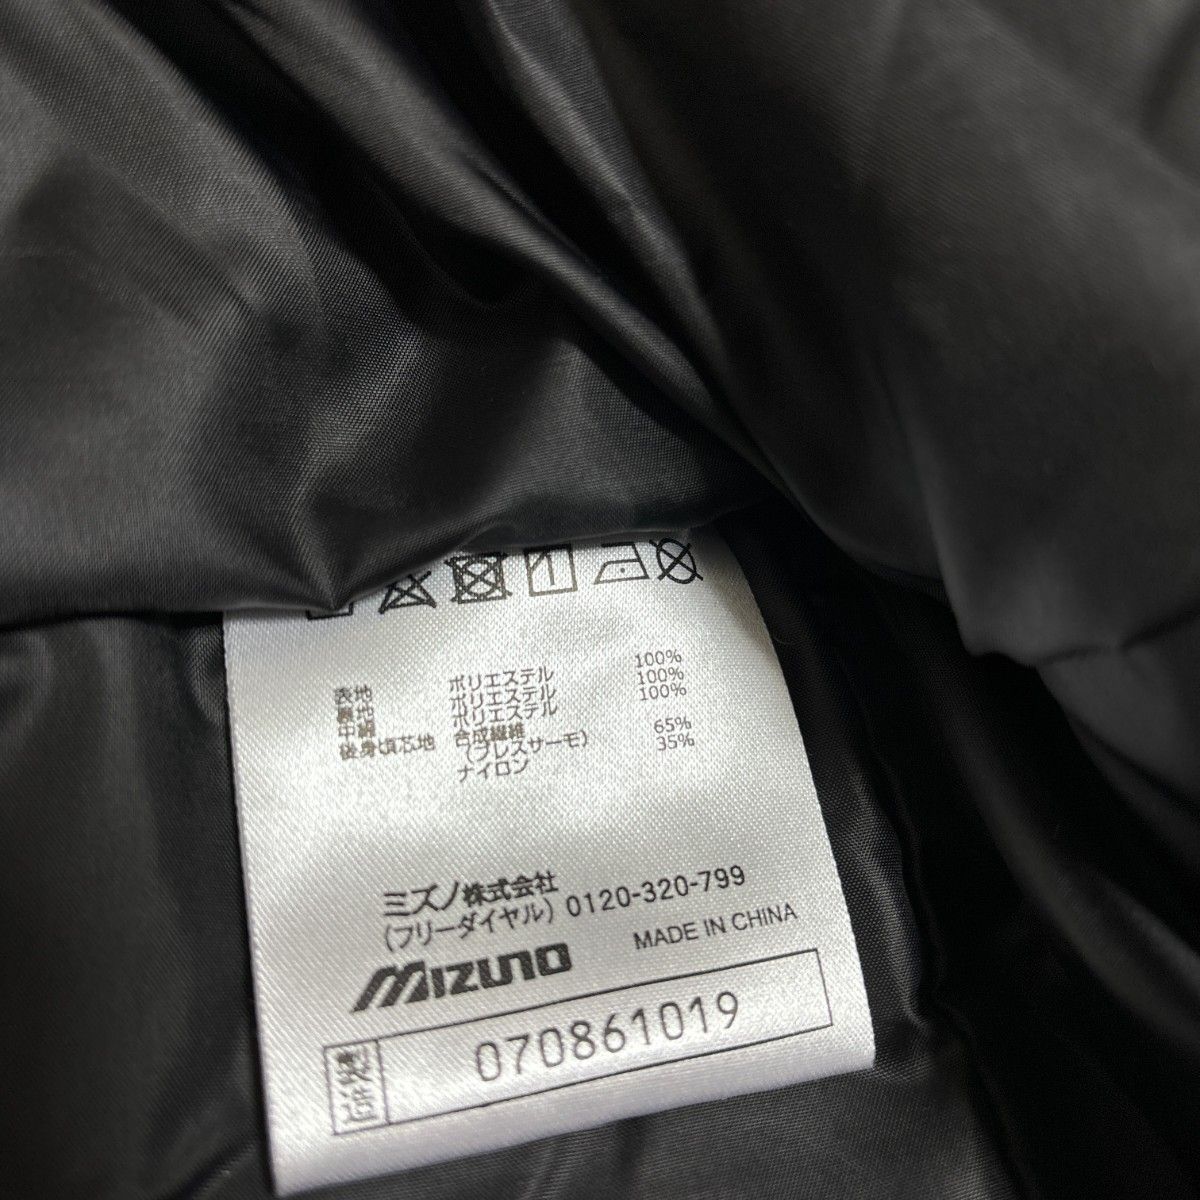 表地 ポリエステル 100%
裏地 ポリエステル 100%
中綿 ポリエステル 100%
後身頃芯地 合成繊維 65%
(ブレスサーモ)
ナイロン 35%
ミズノ株式会社
(フリーダイヤル) 0120-320-799
MIZUNO MADE IN CHINA
070861019